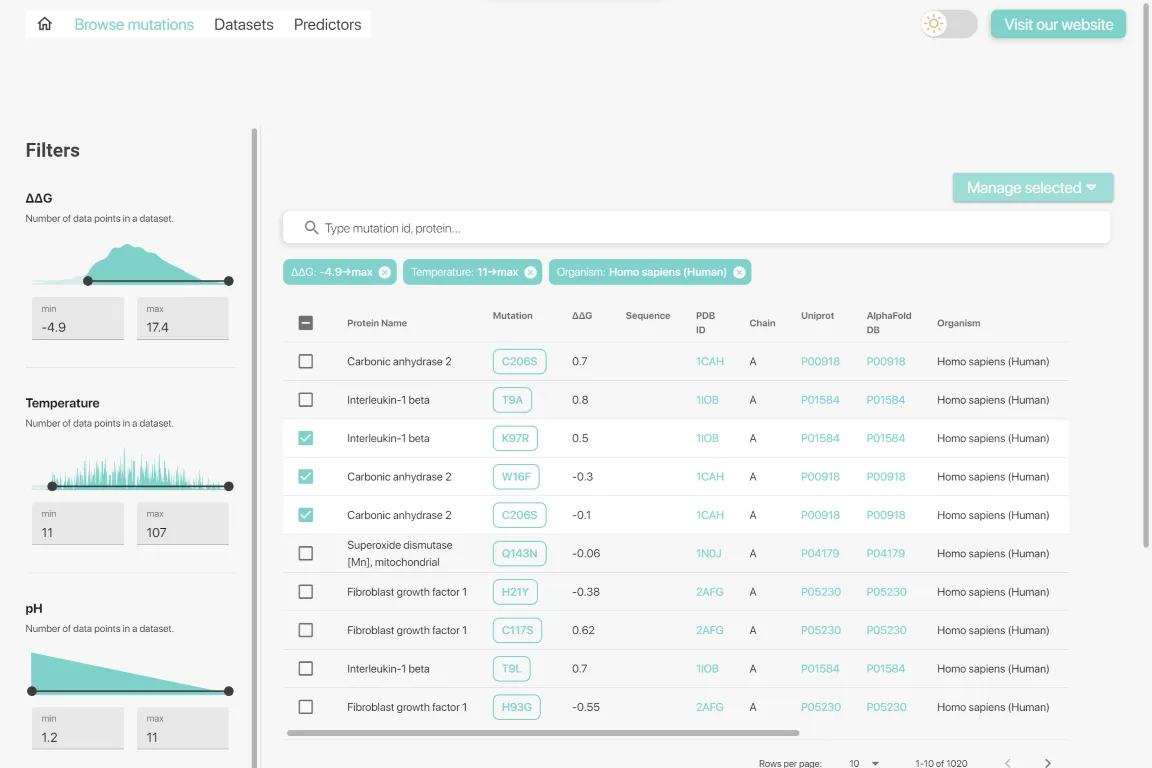 Browse mutations Datasets Predictors Visit our website
Filters
ΔΔG
Number of data points in a dataset.
min
-4.9
max
17.4
Temperature
Number of data points in a dataset.
min
11
max
107
pH
Number of data points in a dataset.
min
1.2
max
11
Manage selected
Type mutation id, protein...
ΔΔG: -4.9→max Temperature: 11→max Organism: Homo sapiens (Human)
Protein Name Mutation ΔΔG Sequence PDB ID Chain Uniprot AlphaFold DB Organism
Carbonic anhydrase 2 C206S 0.7 1CAH A P00918 P00918 Homo sapiens (Human)
Interleukin-1 beta T9A 0.8 1IOB A P01584 P01584 Homo sapiens (Human)
Interleukin-1 beta K97R 0.5 1IOB A P01584 P01584 Homo sapiens (Human)
Carbonic anhydrase 2 W16F -0.3 1CAH A P00918 P00918 Homo sapiens (Human)
Carbonic anhydrase 2 C206S -0.1 1CAH A P00918 P00918 Homo sapiens (Human)
Superoxide dismutase [Mn], mitochondrial Q143N -0.06 1N0J A P04179 P04179 Homo sapiens (Human)
Fibroblast growth factor 1 H21Y -0.38 2AFG A P05230 P05230 Homo sapiens (Human)
Fibroblast growth factor 1 C117S 0.62 2AFG A P05230 P05230 Homo sapiens (Human)
Interleukin-1 beta T9L 0.7 1IOB A P01584 P01584 Homo sapiens (Human)
Fibroblast growth factor 1 H93G -0.55 2AFG A P05230 P05230 Homo sapiens (Human)
Rows per page: 10 1-10 of 1020